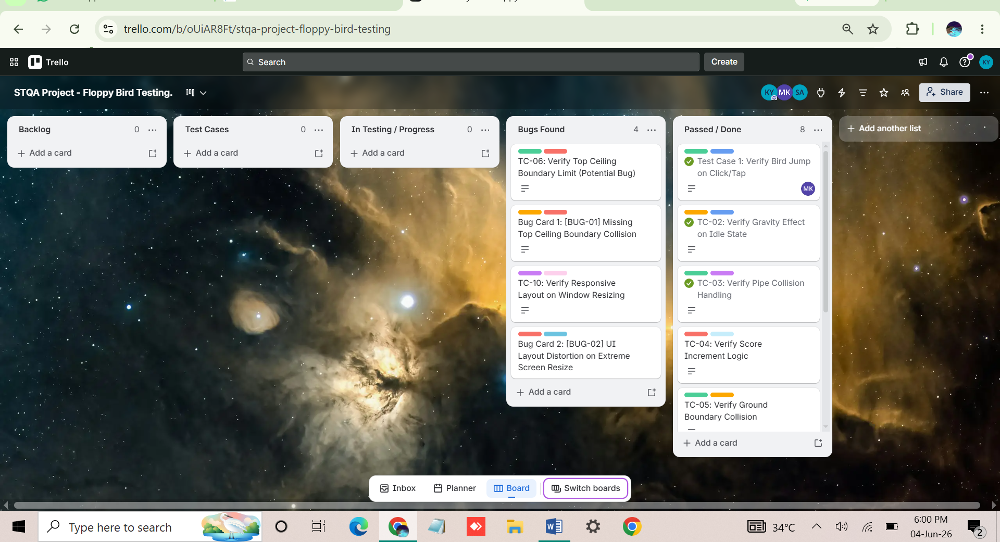 trello.com/b/oUiAR8Ft/stqa-project-floppy-bird-testing
Trello
Search
Create
KY
STQA Project - Floppy Bird Testing.
KY
MK
SA
Share
Backlog
0
Add a card
Test Cases
0
Add a card
In Testing / Progress
0
Add a card
Bugs Found
4
TC-06: Verify Top Ceiling
Boundary Limit (Potential Bug)
Bug Card 1: [BUG-01] Missing
Top Ceiling Boundary Collision
TC-10: Verify Responsive
Layout on Window Resizing
Bug Card 2: [BUG-02] UI
Layout Distortion on Extreme
Screen Resize
Add a card
Passed / Done
8
Test Case 1: Verify Bird Jump
on Click/Tap
MK
TC-02: Verify Gravity Effect
on Idle State
TC-03: Verify Pipe Collision
Handling
TC-04: Verify Score
Increment Logic
TC-05: Verify Ground
Boundary Collision
Add a card
Add another list
Inbox
Planner
Board
Switch boards
Type here to search
34°C
6:00 PM
04-Jun-26
2